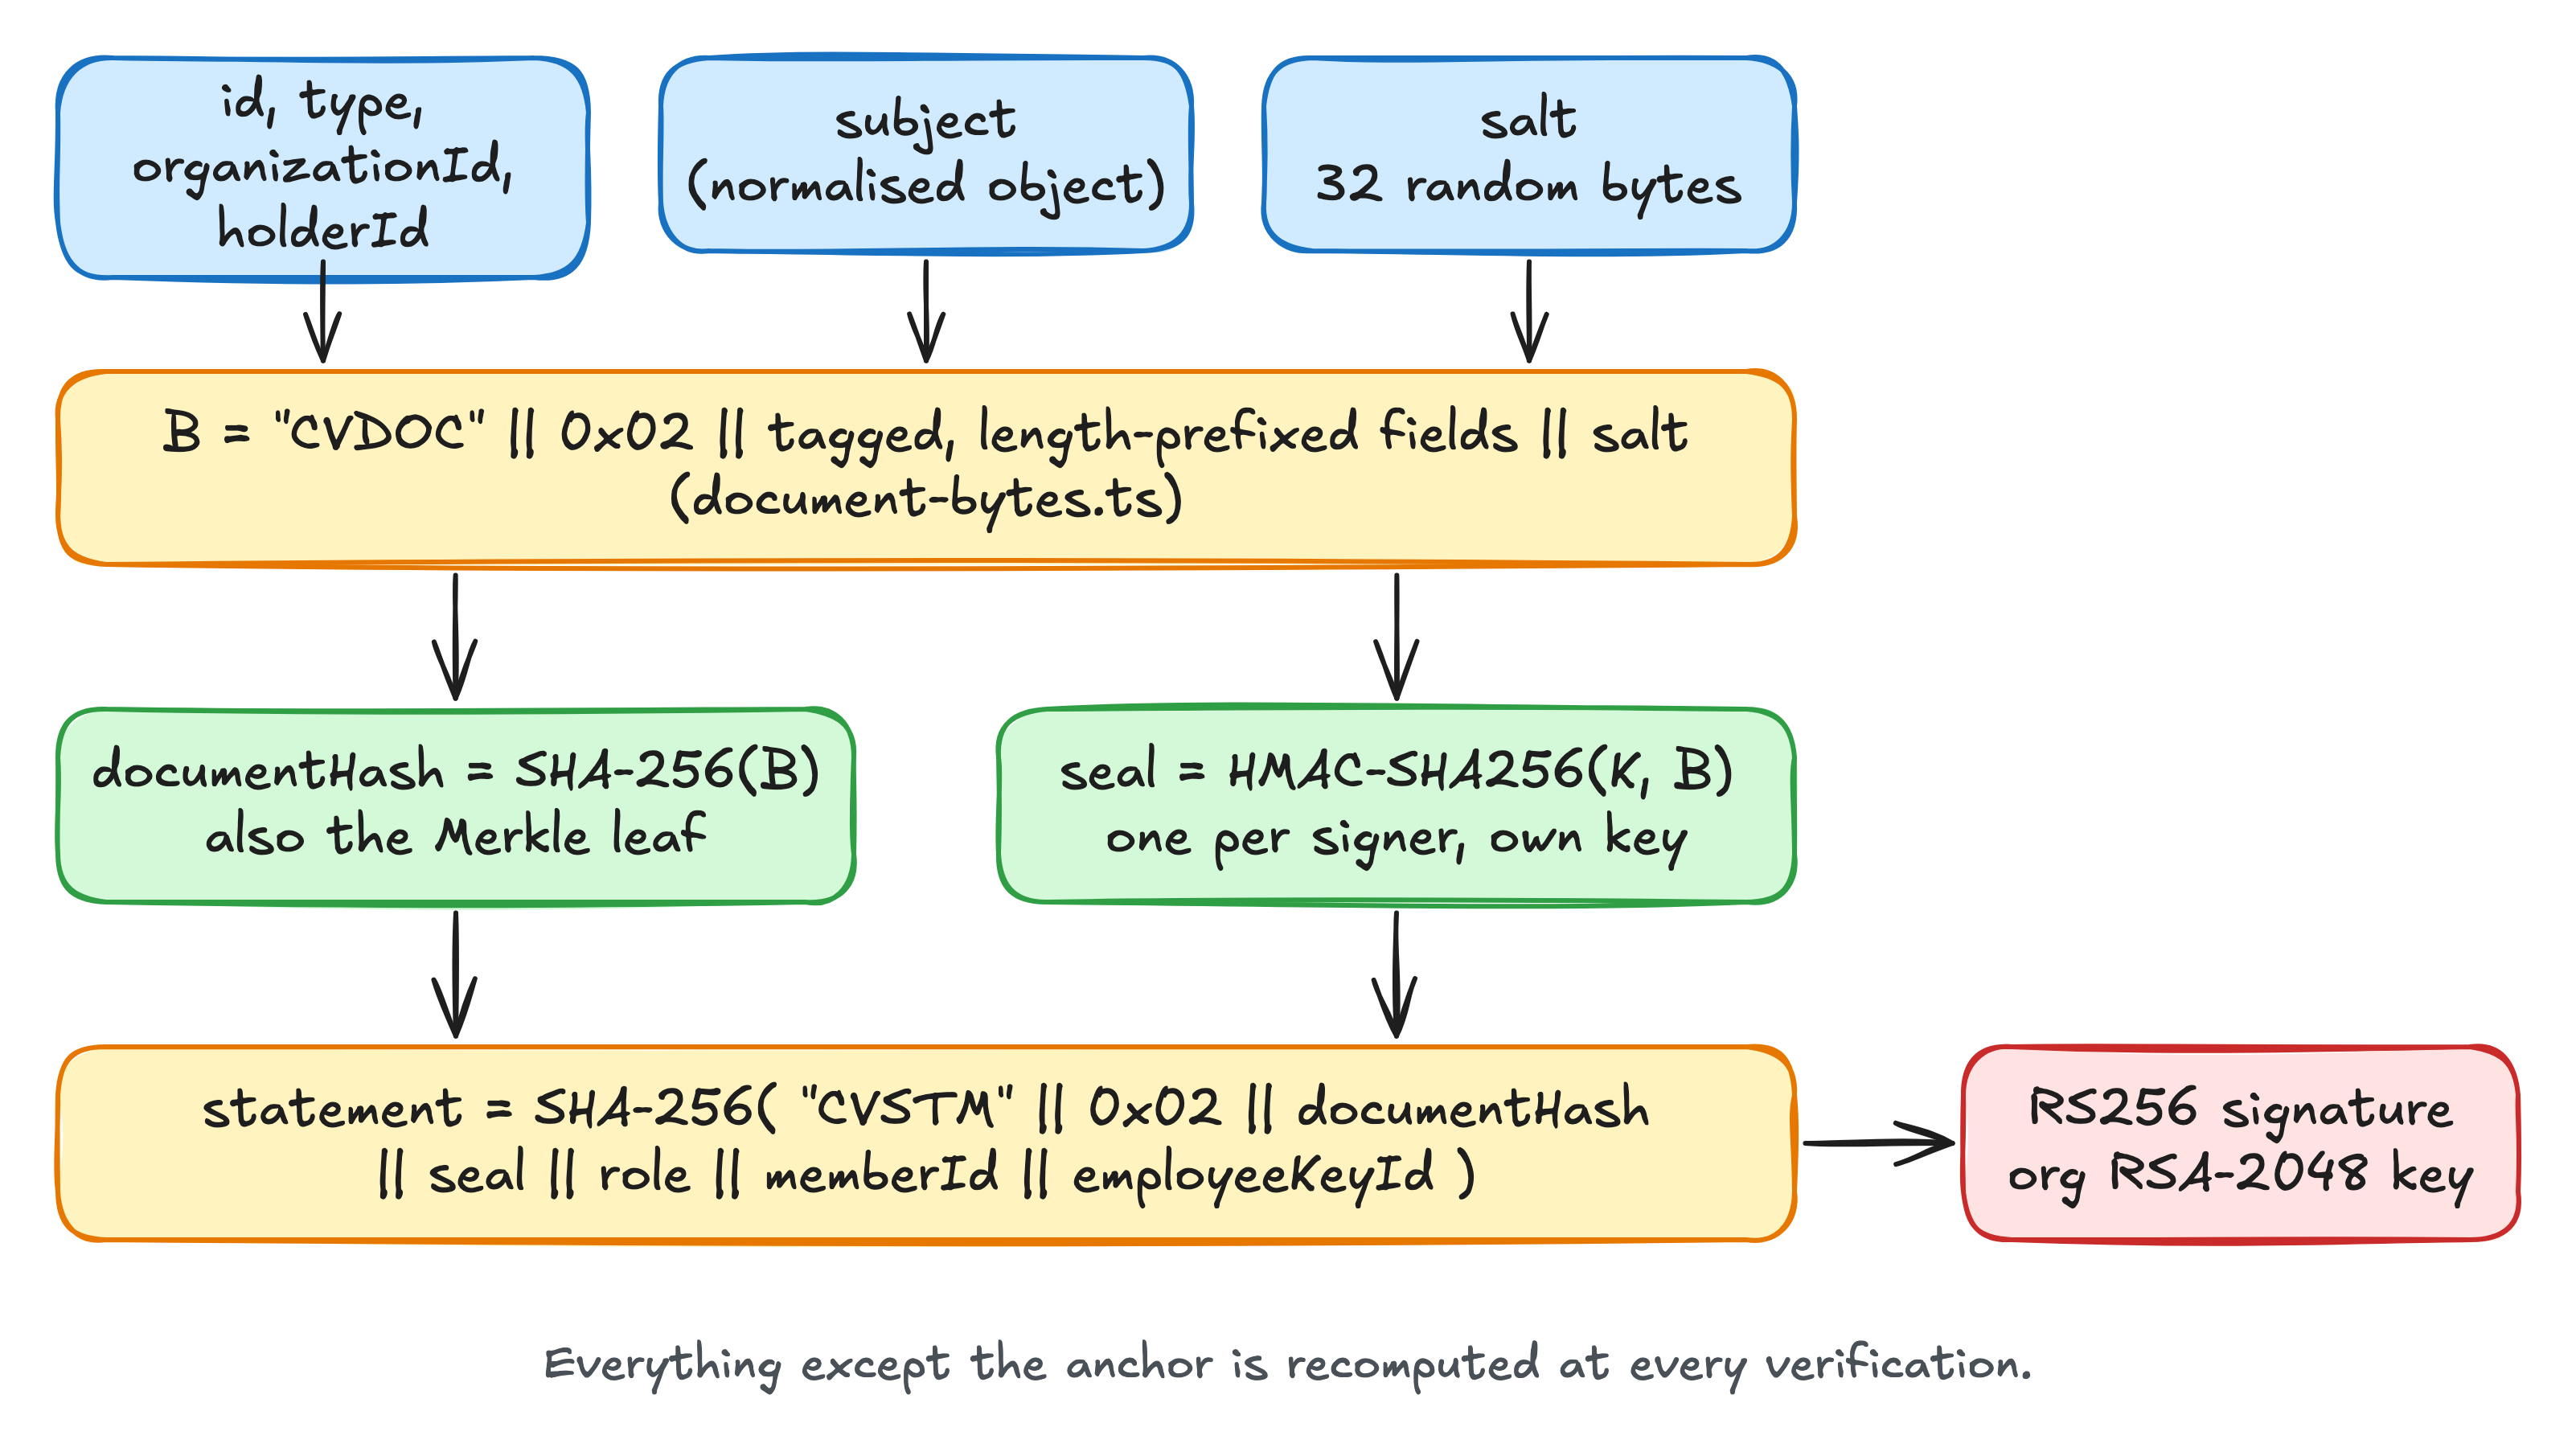 id, type,
organizationId,
holderId
subject
(normalised object)
salt
32 random bytes
B = "CVDOC" || 0x02 || tagged, length-prefixed fields || salt
(document-bytes.ts)
documentHash = SHA-256(B)
also the Merkle leaf
seal = HMAC-SHA256(K, B)
one per signer, own key
statement = SHA-256( "CVSTM" || 0x02 || documentHash
|| seal || role || memberId || employeeKeyId )
RS256 signature
org RSA-2048 key
Everything except the anchor is recomputed at every verification.